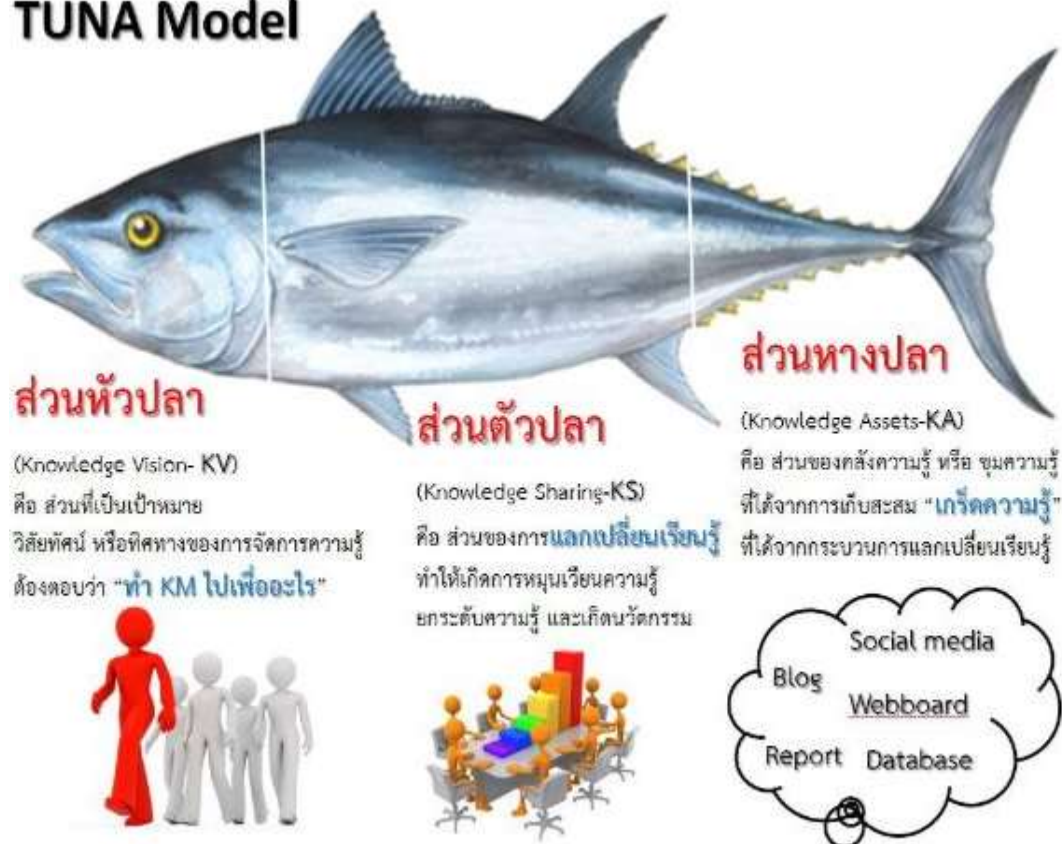 TUNA Model
ส่วนหัวปลา
(Knowledge Vision- KV)
คือ ส่วนที่เป็นเป้าหมาย
วิสัยทัศน์ หรือทิศทางของการจัดการความรู้
ต้องตอบว่า “ทำ KM ไปเพื่ออะไร”
ส่วนตัวปลา
(Knowledge Sharing-KS)
คือ ส่วนของการแลกเปลี่ยนเรียนรู้
ทำให้เกิดการหมุนเวียนความรู้
ยกระดับความรู้ และเกิดนวัตกรรม
ส่วนหางปลา
(Knowledge Assets-KA)
คือ ส่วนของคลังความรู้ หรือ ขุมความรู้
ที่ได้จากการเก็บสะสม “เกร็ดความรู้”
ที่ได้จากกระบวนการแลกเปลี่ยนเรียนรู้
Social media
Blog
Webboard
Report Database